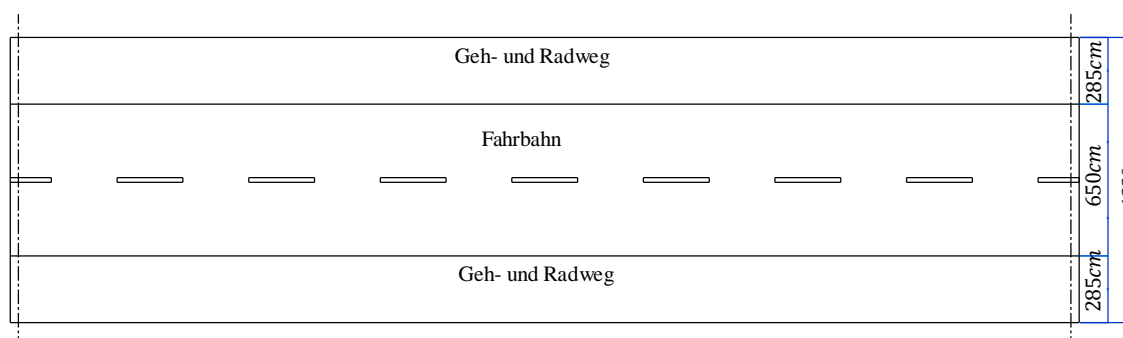 Geh- und Radweg
285cm
Fahrbahn
650cm
Geh- und Radweg
285cm